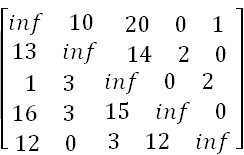 inf 10 20 0 1
13 inf 14 2 0
1 3 inf 0 2
16 3 15 inf 0
12 0 3 12 inf